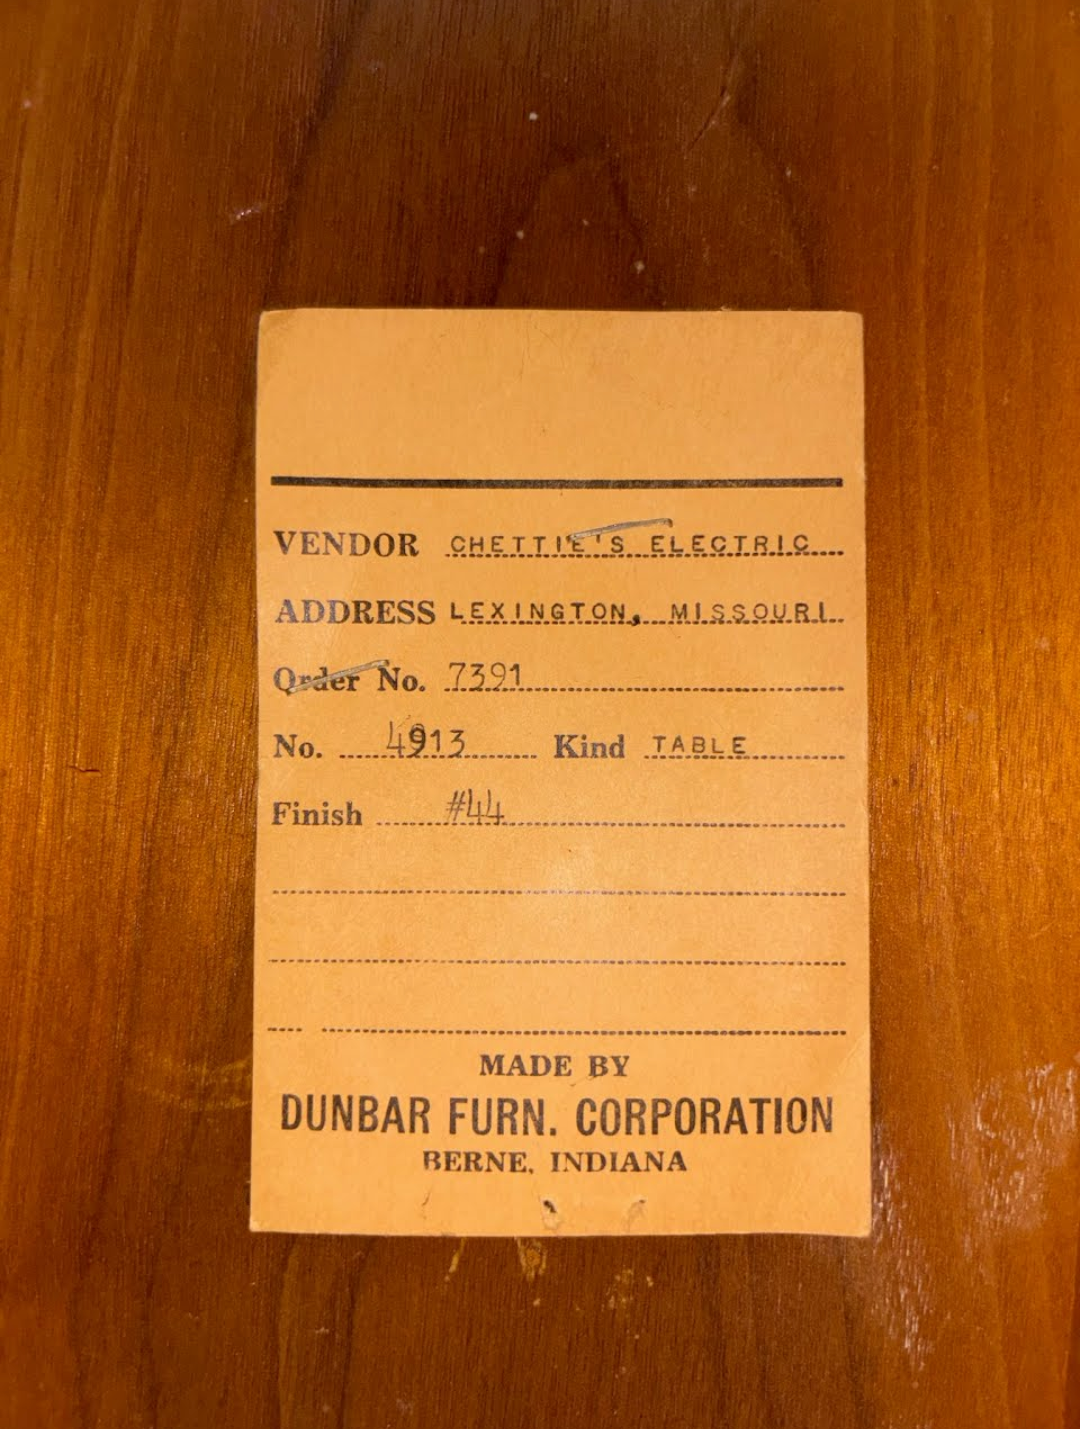 VENDOR CHETTIE'S ELECTRIC
ADDRESS LEXINGTON, MISSOURI
Order No. 7391
No. 4913 Kind TABLE
Finish #44
MADE BY
DUNBAR FURN. CORPORATION
BERNE, INDIANA